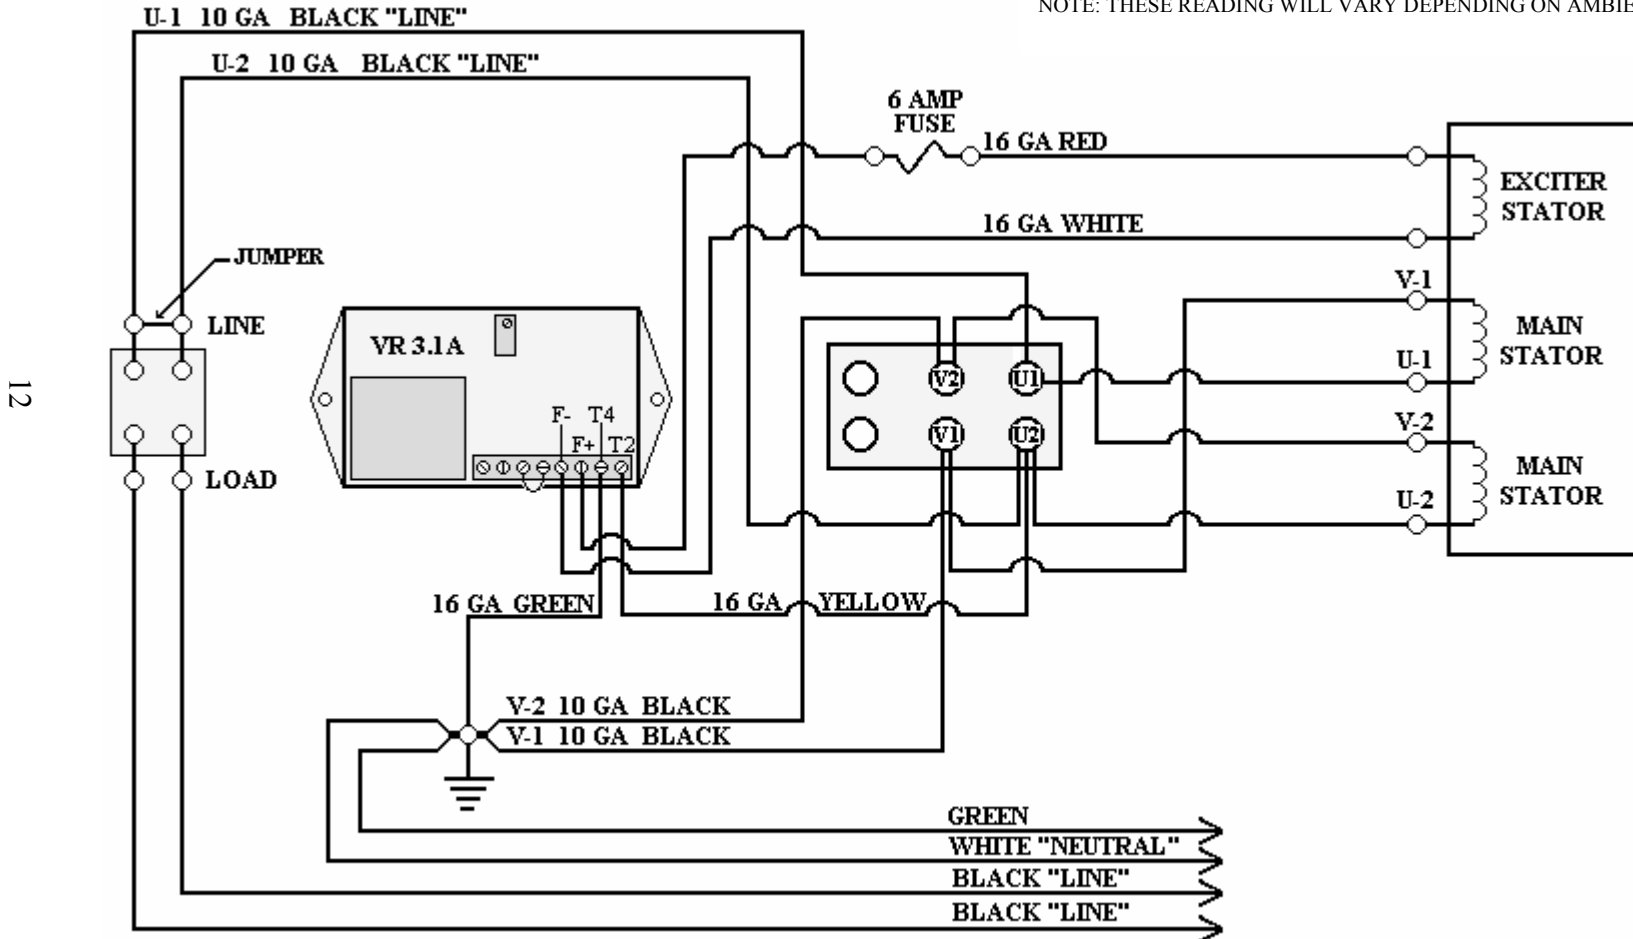 NOTE: THESE READING WILL VARY DEPENDING ON AMBIE
U-1 10 GA BLACK "LINE"
U-2 10 GA BLACK "LINE"
6 AMP
FUSE
16 GA RED
EXCITER
STATOR
16 GA WHITE
JUMPER
LINE
V-1
MAIN
STATOR
U-1
VR 3.1A
V2
U1
12
F-
T4
F+
T2
V1
U2
V-2
MAIN
STATOR
U-2
LOAD
16 GA GREEN
16 GA YELLOW
V-2 10 GA BLACK
V-1 10 GA BLACK
GREEN
WHITE "NEUTRAL"
BLACK "LINE"
BLACK "LINE"